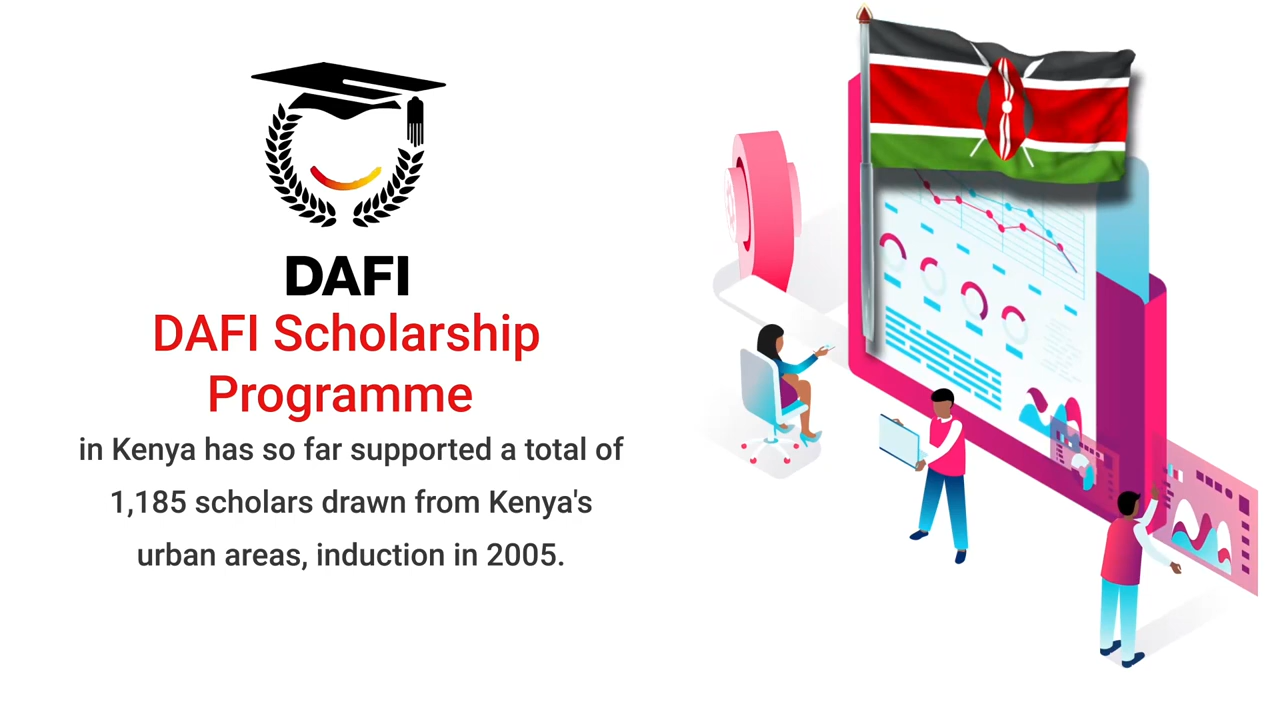 DAFI
DAFI Scholarship
Programme
in Kenya has so far supported a total of
1,185 scholars drawn from Kenya's
urban areas, induction in 2005.